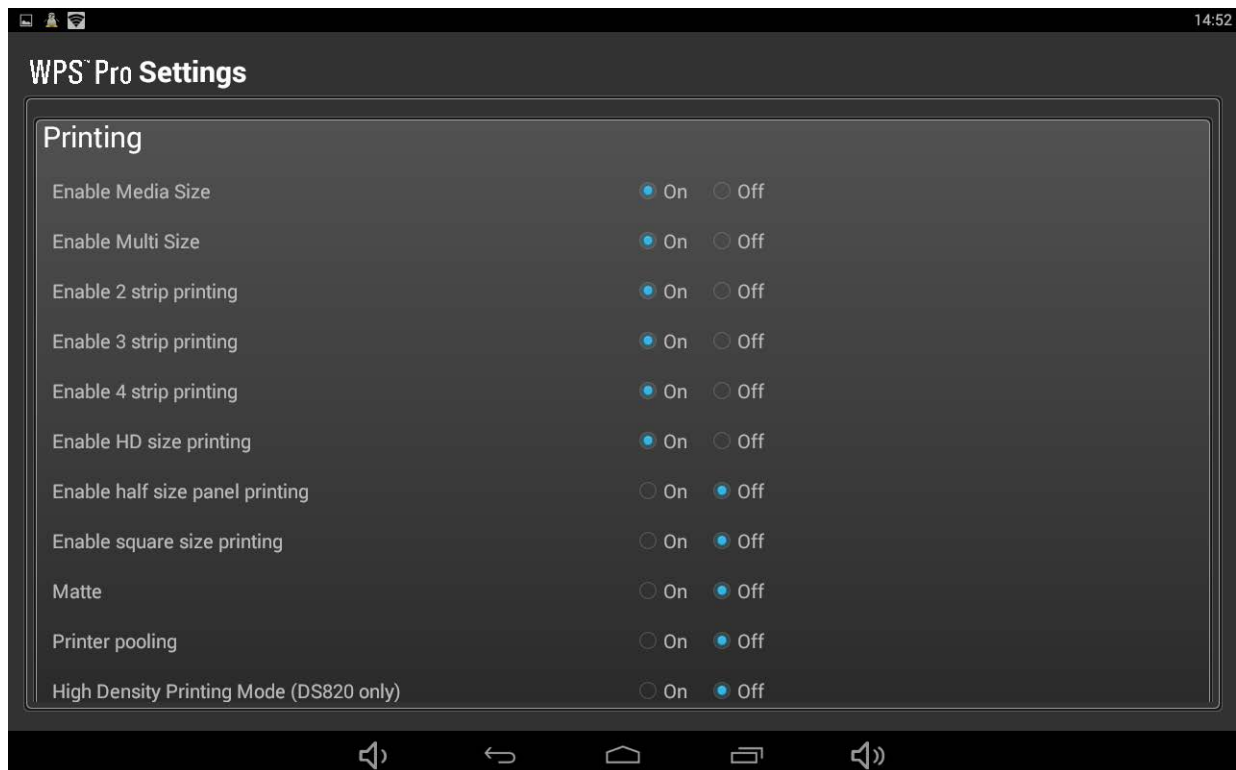 14:52
WPS™ Pro Settings
Printing
Enable Media Size On Off
Enable Multi Size On Off
Enable 2 strip printing On Off
Enable 3 strip printing On Off
Enable 4 strip printing On Off
Enable HD size printing On Off
Enable half size panel printing On Off
Enable square size printing On Off
Matte On Off
Printer pooling On Off
High Density Printing Mode (DS820 only) On Off